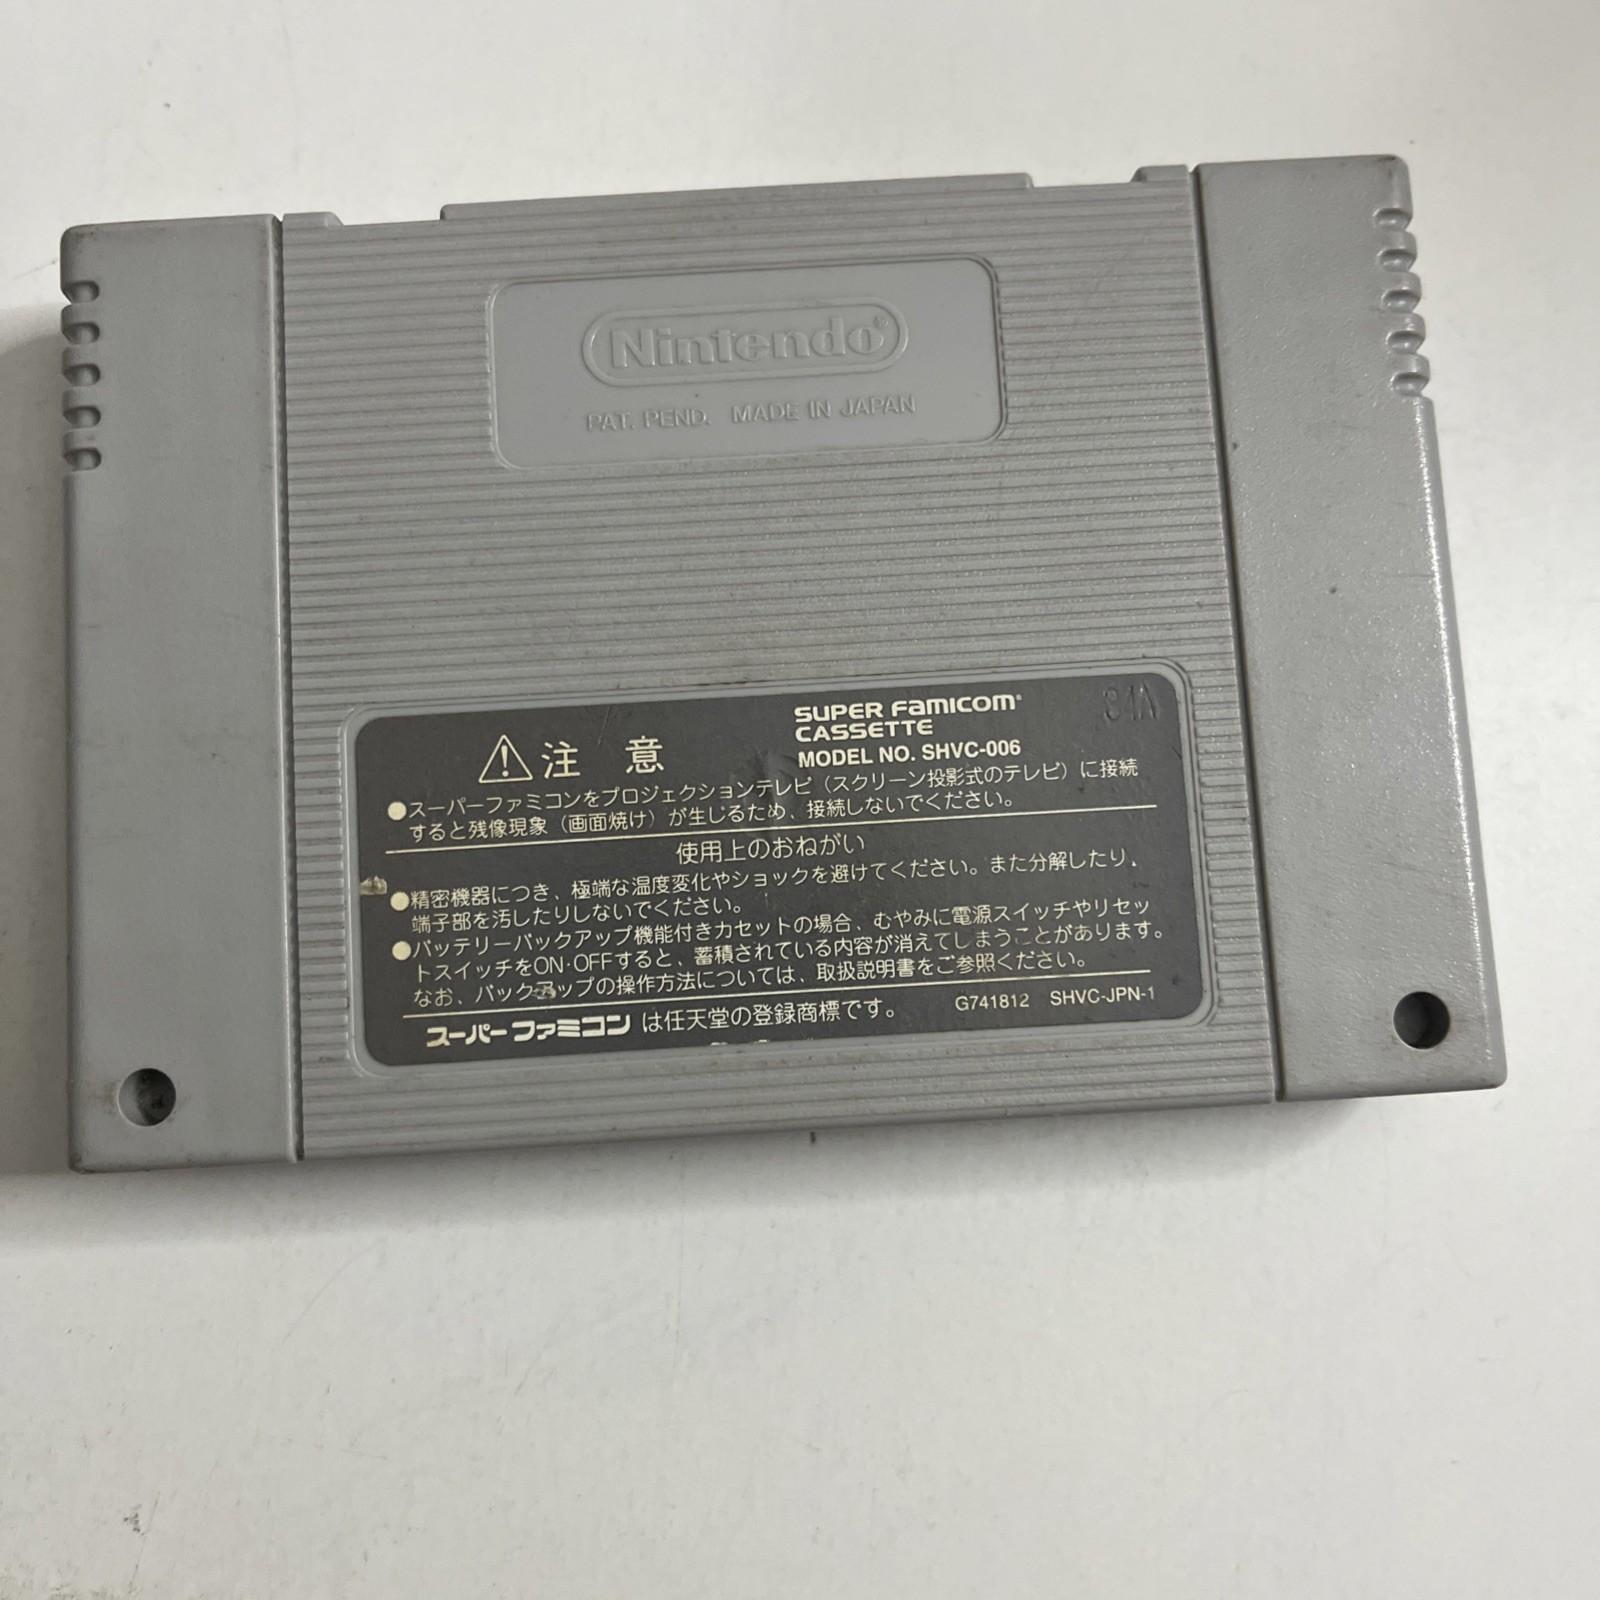 Nintendo®
PAT. PEND. MADE IN JAPAN
SUPER FAMICOM®
CASSETTE
MODEL NO. SHVC-006
注 意
●スーパーファミコンをプロジェクションテレビ（スクリーン投影式のテレビ）に接続
すると残像現象（画面焼け）が生じるため、接続しないでください。
使用上のおねがい
●精密機器につき、極端な温度変化やショックを避けてください。また分解したり、
端子部を汚したりしないでください。
●バッテリーバックアップ機能付きカセットの場合、むやみに電源スイッチやリセッ
トスイッチをON·OFFすると、蓄積されている内容が消えてしまうことがあります。
なお、バックアップの操作方法については、取扱説明書をご参照ください。
スーパーファミコン は任天堂の登録商標です。
G741812 SHVC-JPN-1